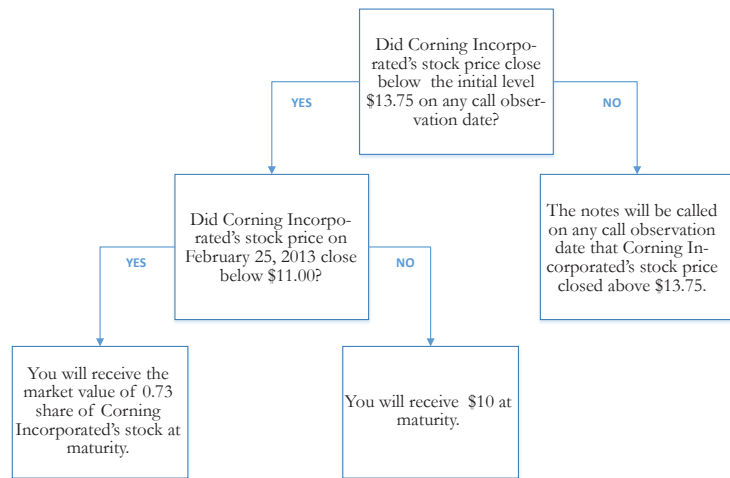 Did Corning Incorpo-
rated's stock price close
below the initial level
$13.75 on any call obser-
vation date?
YES
NO
Did Corning Incorpo-
rated's stock price on
February 25, 2013 close
below $11.00?
The notes will be called
on any call observation
date that Corning In-
corporated's stock price
closed above $13.75.
YES
NO
You will receive the
market value of 0.73
share of Corning
Incorporated's stock at
maturity.
You will receive $10 at
maturity.